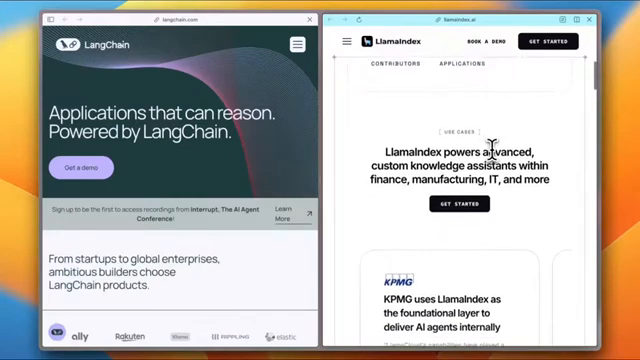 langchain.com
LangChain
Applications that can reason.
Powered by LangChain.
Get a demo
Sign up to be the first to access recordings from Interrupt, The AI Agent
Conference!
Learn
More
From startups to global enterprises,
ambitious builders choose
LangChain products.
ally
Rakuten
Klarna
RIPPLING
elastic
llamaindex.ai
LlamaIndex
BOOK A DEMO
GET STARTED
CONTRIBUTORS
APPLICATIONS
[ USE CASES ]
LlamaIndex powers advanced,
custom knowledge assistants within
finance, manufacturing, IT, and more
GET STARTED
KPMG
KPMG uses LlamaIndex as
the foundational layer to
deliver AI agents internally